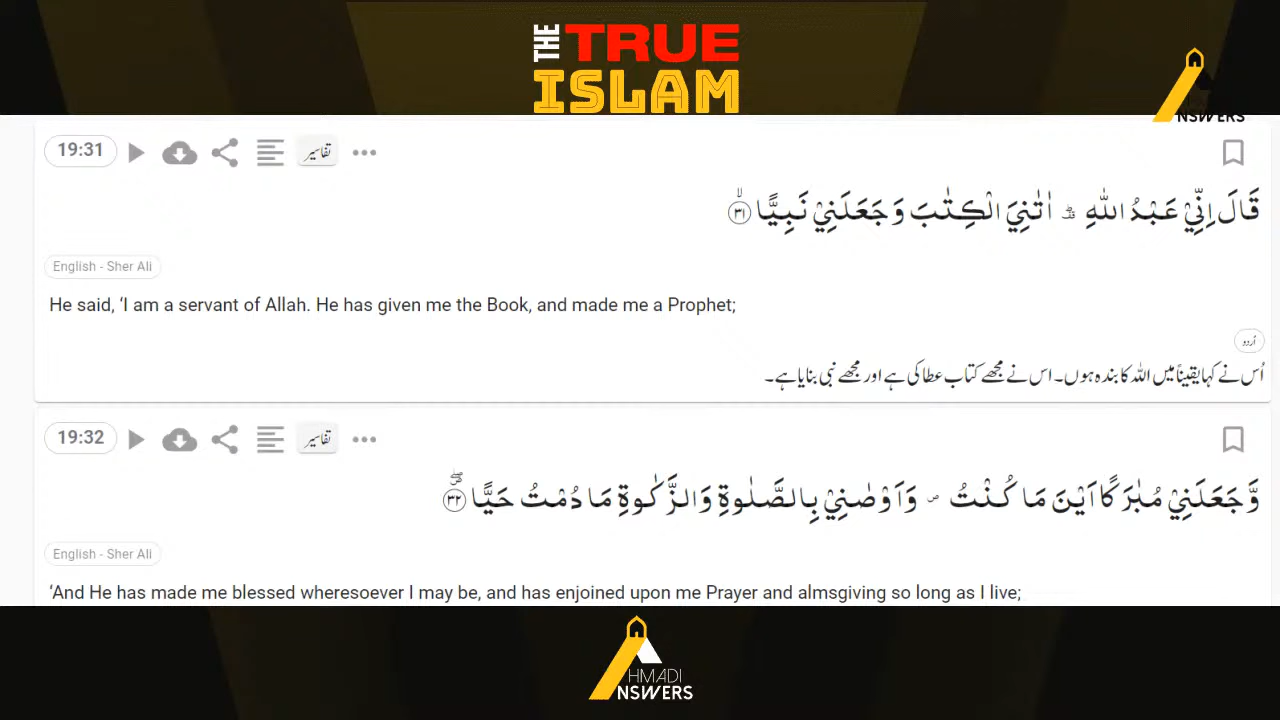 THE TRUE
ISLAM
NSWERS
19:31 تفاسير
قَالَ اِنِّيْ عَبْدُ اللّٰهِ ؕ اٰتٰنِيَ الْكِتٰبَ وَ جَعَلَنِيْ نَبِيًّا ۙ﴿۳۱﴾
English - Sher Ali
He said, ‘I am a servant of Allah. He has given me the Book, and made me a Prophet;
اُردو
اُس نے کہا یقیناً میں اللہ کا بندہ ہوں۔ اس نے مجھے کتاب عطا کی ہے اور مجھے نبی بنایا ہے۔
19:32 تفاسير
وَّ جَعَلَنِيْ مُبٰرَكًا اَيْنَ مَا كُنْتُ ۪ وَ اَوْصٰنِيْ بِالصَّلٰوةِ وَ الزَّكٰوةِ مَا دُمْتُ حَيًّا ﴿۳۲﴾
English - Sher Ali
‘And He has made me blessed wheresoever I may be, and has enjoined upon me Prayer and almsgiving so long as I live;
HMADI
NSWERS